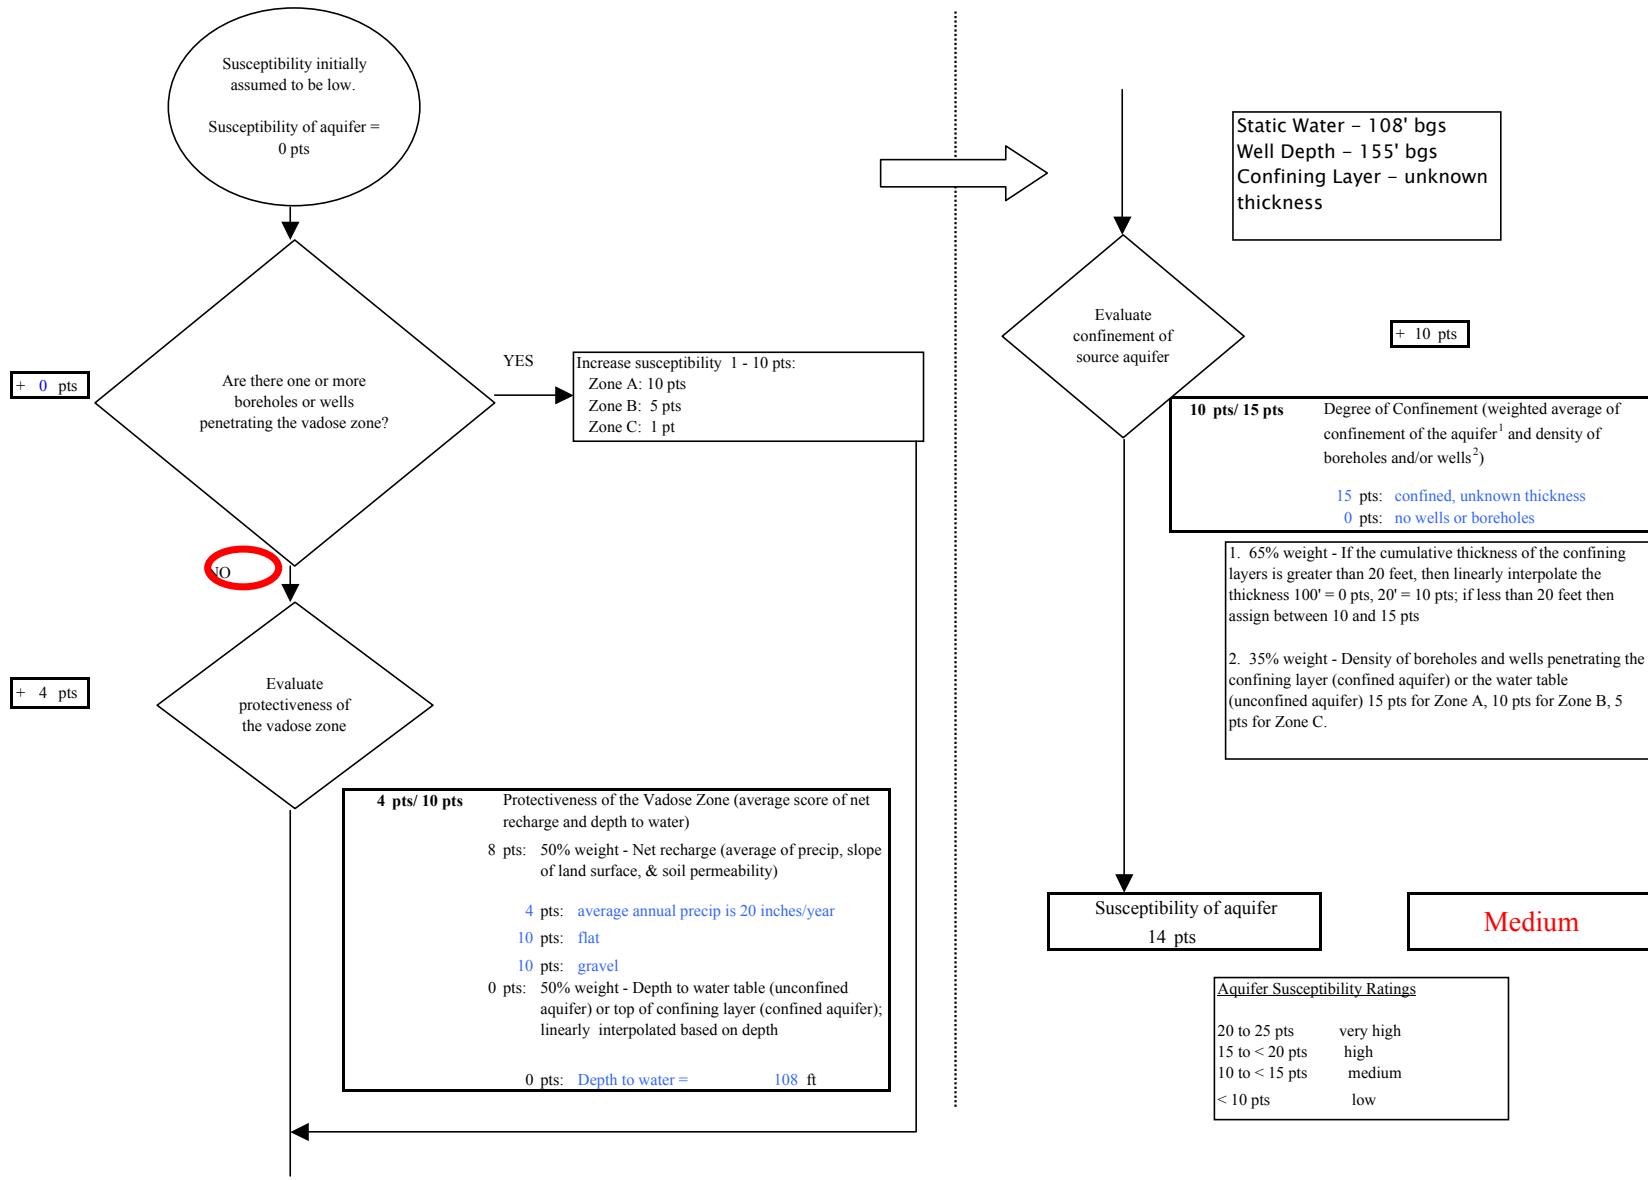 Susceptibility initially
assumed to be low.
Susceptibility of aquifer =
0 pts
+ 0 pts
Are there one or more
boreholes or wells
penetrating the vadose zone?
YES
Increase susceptibility 1 - 10 pts:
Zone A: 10 pts
Zone B: 5 pts
Zone C: 1 pt
NO
+ 4 pts
Evaluate
protectiveness of
the vadose zone
4 pts/ 10 pts Protectiveness of the Vadose Zone (average score of net
recharge and depth to water)
8 pts: 50% weight - Net recharge (average of precip, slope
of land surface, & soil permeability)
4 pts: average annual precip is 20 inches/year
10 pts: flat
10 pts: gravel
0 pts: 50% weight - Depth to water table (unconfined
aquifer) or top of confining layer (confined aquifer);
linearly interpolated based on depth
0 pts: Depth to water = 108 ft
Static Water – 108' bgs
Well Depth – 155' bgs
Confining Layer – unknown
thickness
Evaluate
confinement of
source aquifer
+ 10 pts
10 pts/ 15 pts Degree of Confinement (weighted average of
confinement of the aquifer1 and density of
boreholes and/or wells2)
15 pts: confined, unknown thickness
0 pts: no wells or boreholes
1. 65% weight - If the cumulative thickness of the confining
layers is greater than 20 feet, then linearly interpolate the
thickness 100' = 0 pts, 20' = 10 pts; if less than 20 feet then
assign between 10 and 15 pts
2. 35% weight - Density of boreholes and wells penetrating the
confining layer (confined aquifer) or the water table
(unconfined aquifer) 15 pts for Zone A, 10 pts for Zone B, 5
pts for Zone C.
Susceptibility of aquifer
14 pts
Medium
Aquifer Susceptibility Ratings
20 to 25 pts very high
15 to < 20 pts high
10 to < 15 pts medium
< 10 pts low